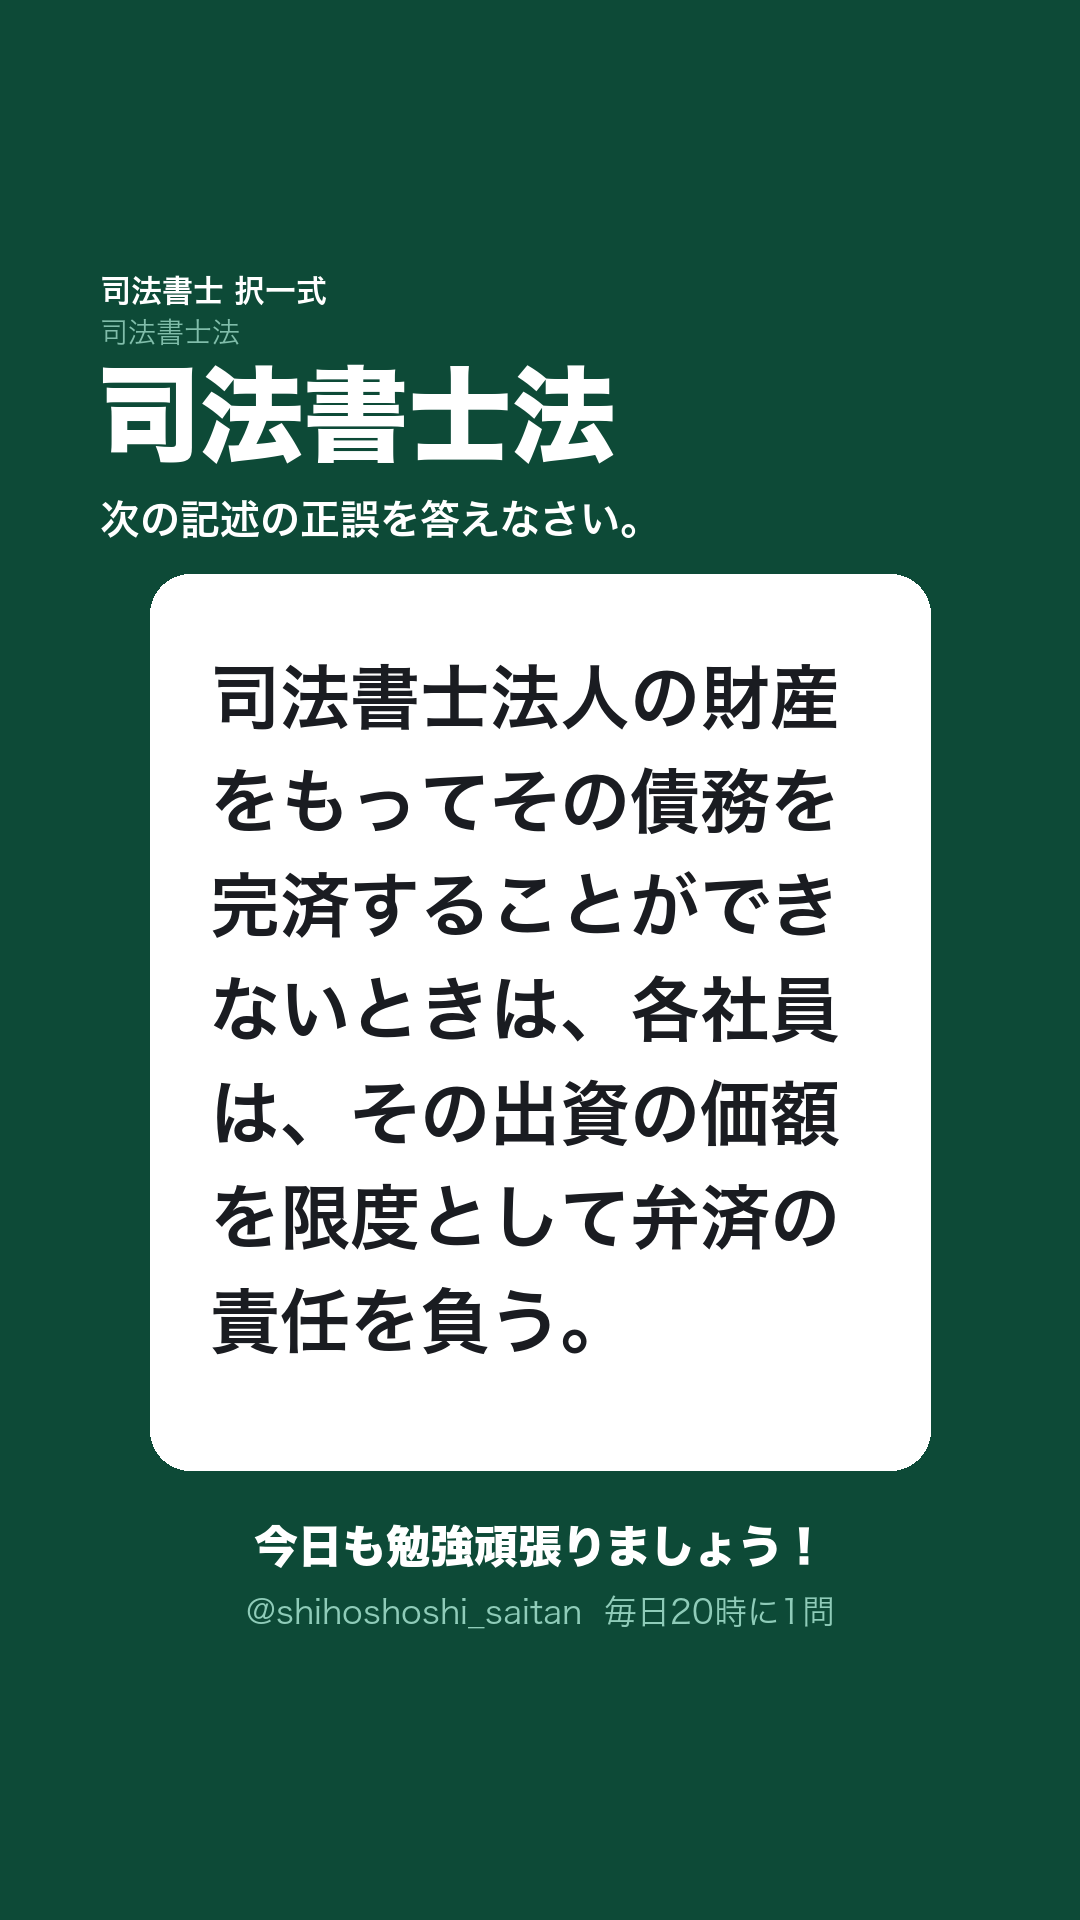 司法書士 択一式
司法書士法
司法書士法
次の記述の正誤を答えなさい。
司法書士法人の財産
をもってその債務を
完済することができ
ないときは、各社員
は、その出資の価額
を限度として弁済の
責任を負う。
今日も勉強頑張りましょう！
@shihoshoshi_saitan 毎日20時に1問